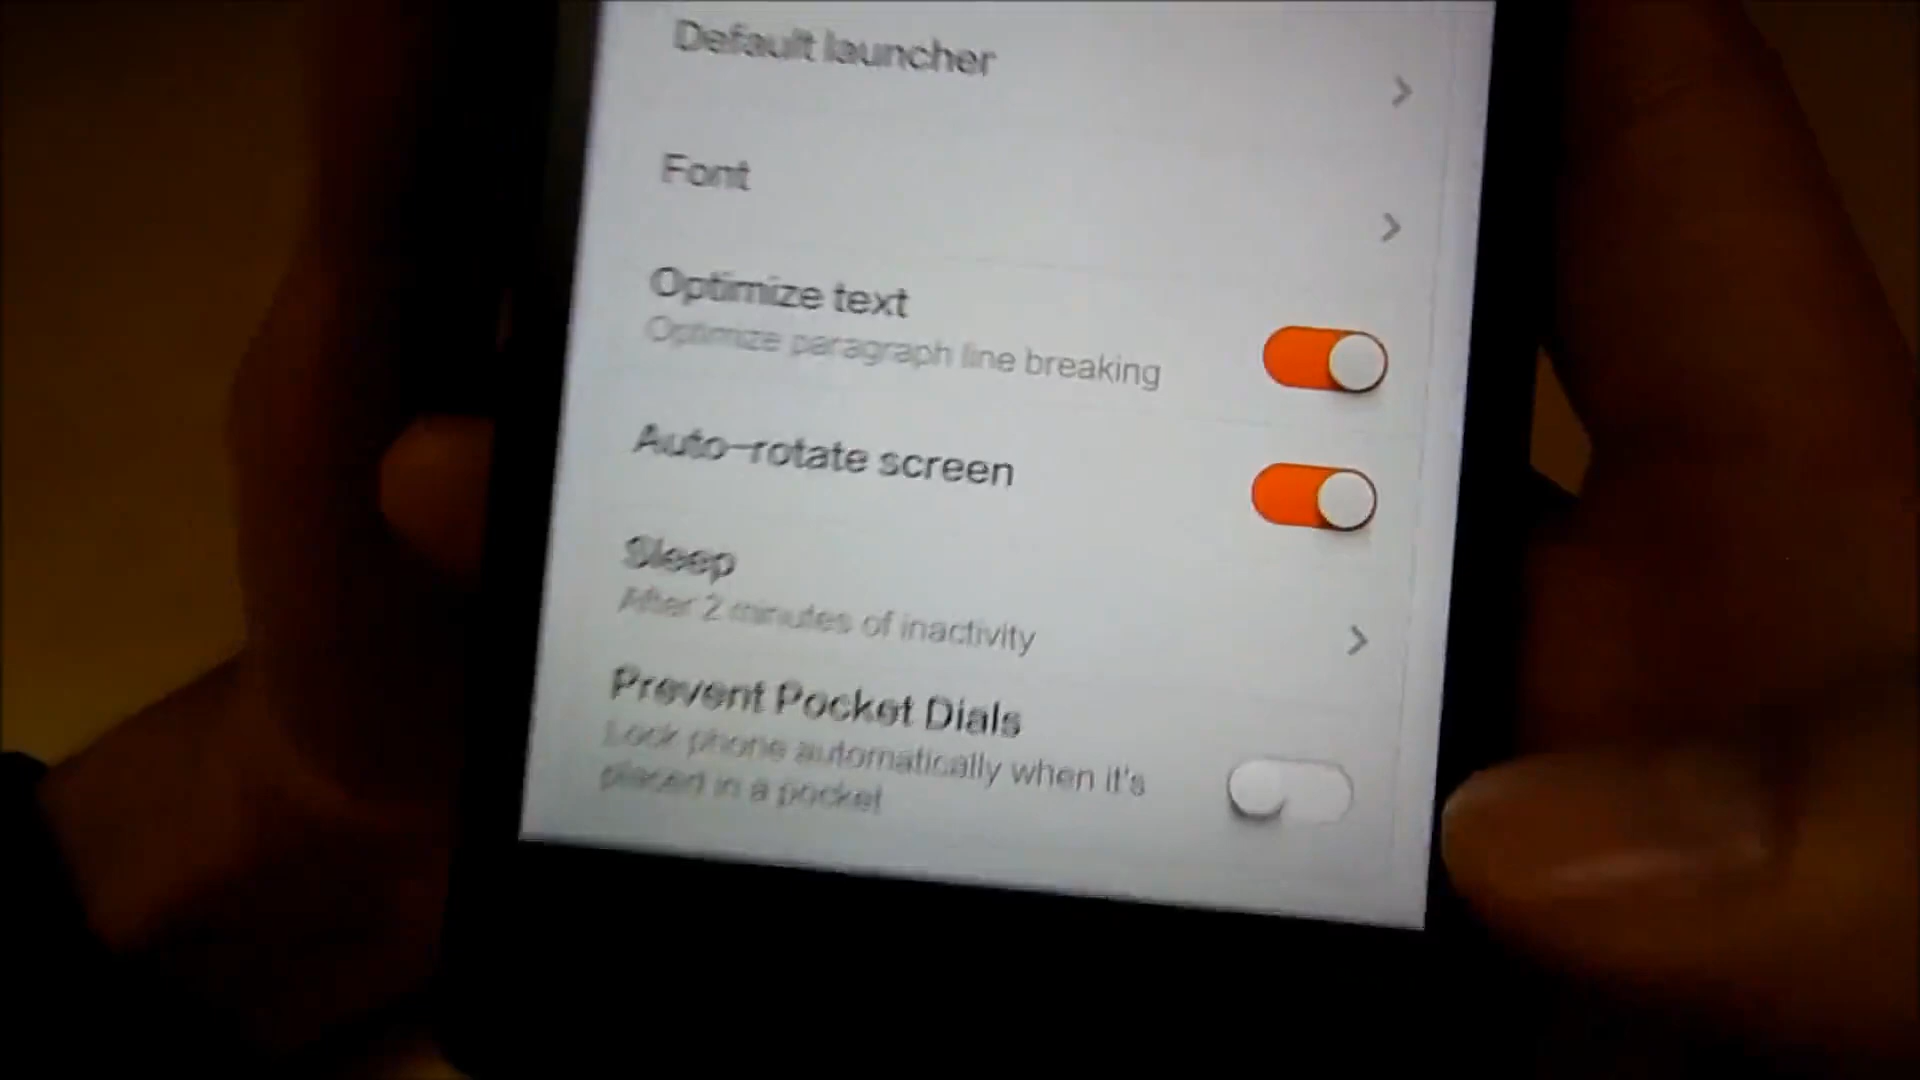 Default launcher
Font
Optimize text
Optimize paragraph line breaking
Auto-rotate screen
Sleep
After 2 minutes of inactivity
Prevent Pocket Dials
Lock phone automatically when it's
placed in a pocket